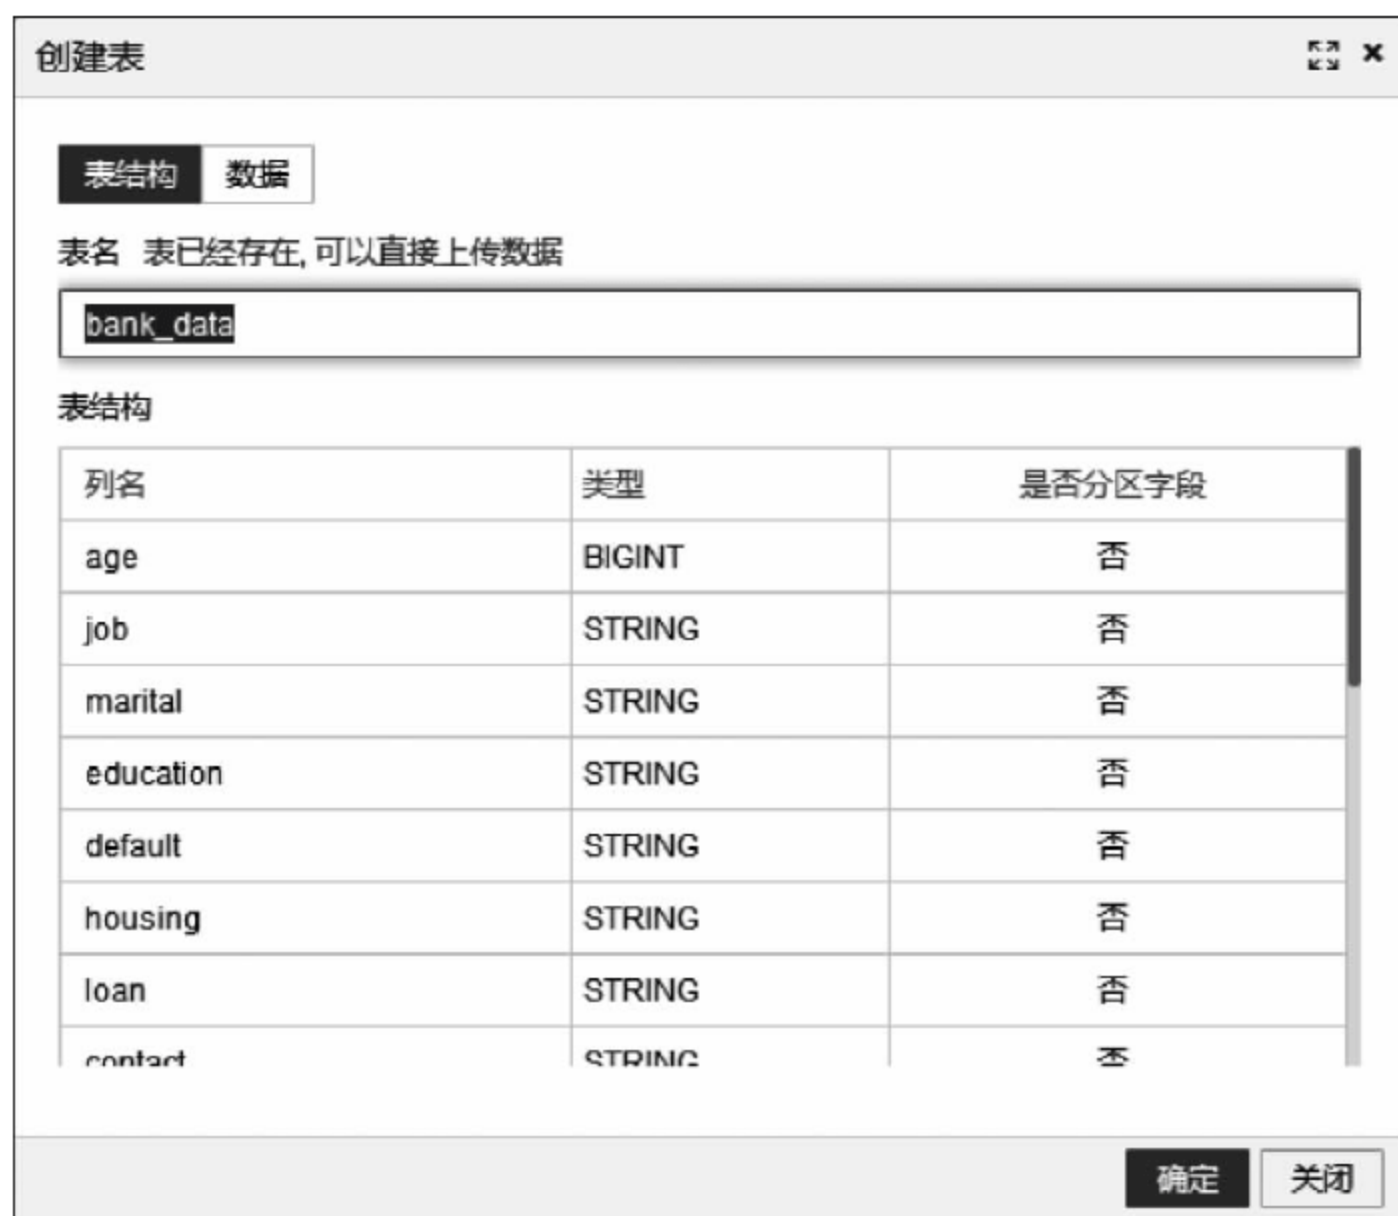 创建表
表结构 数据
表名 表已经存在, 可以直接上传数据
bank_data
表结构
列名 类型 是否分区字段
age BIGINT 否
job STRING 否
marital STRING 否
education STRING 否
default STRING 否
housing STRING 否
loan STRING 否
contact STRING 否
确定 关闭